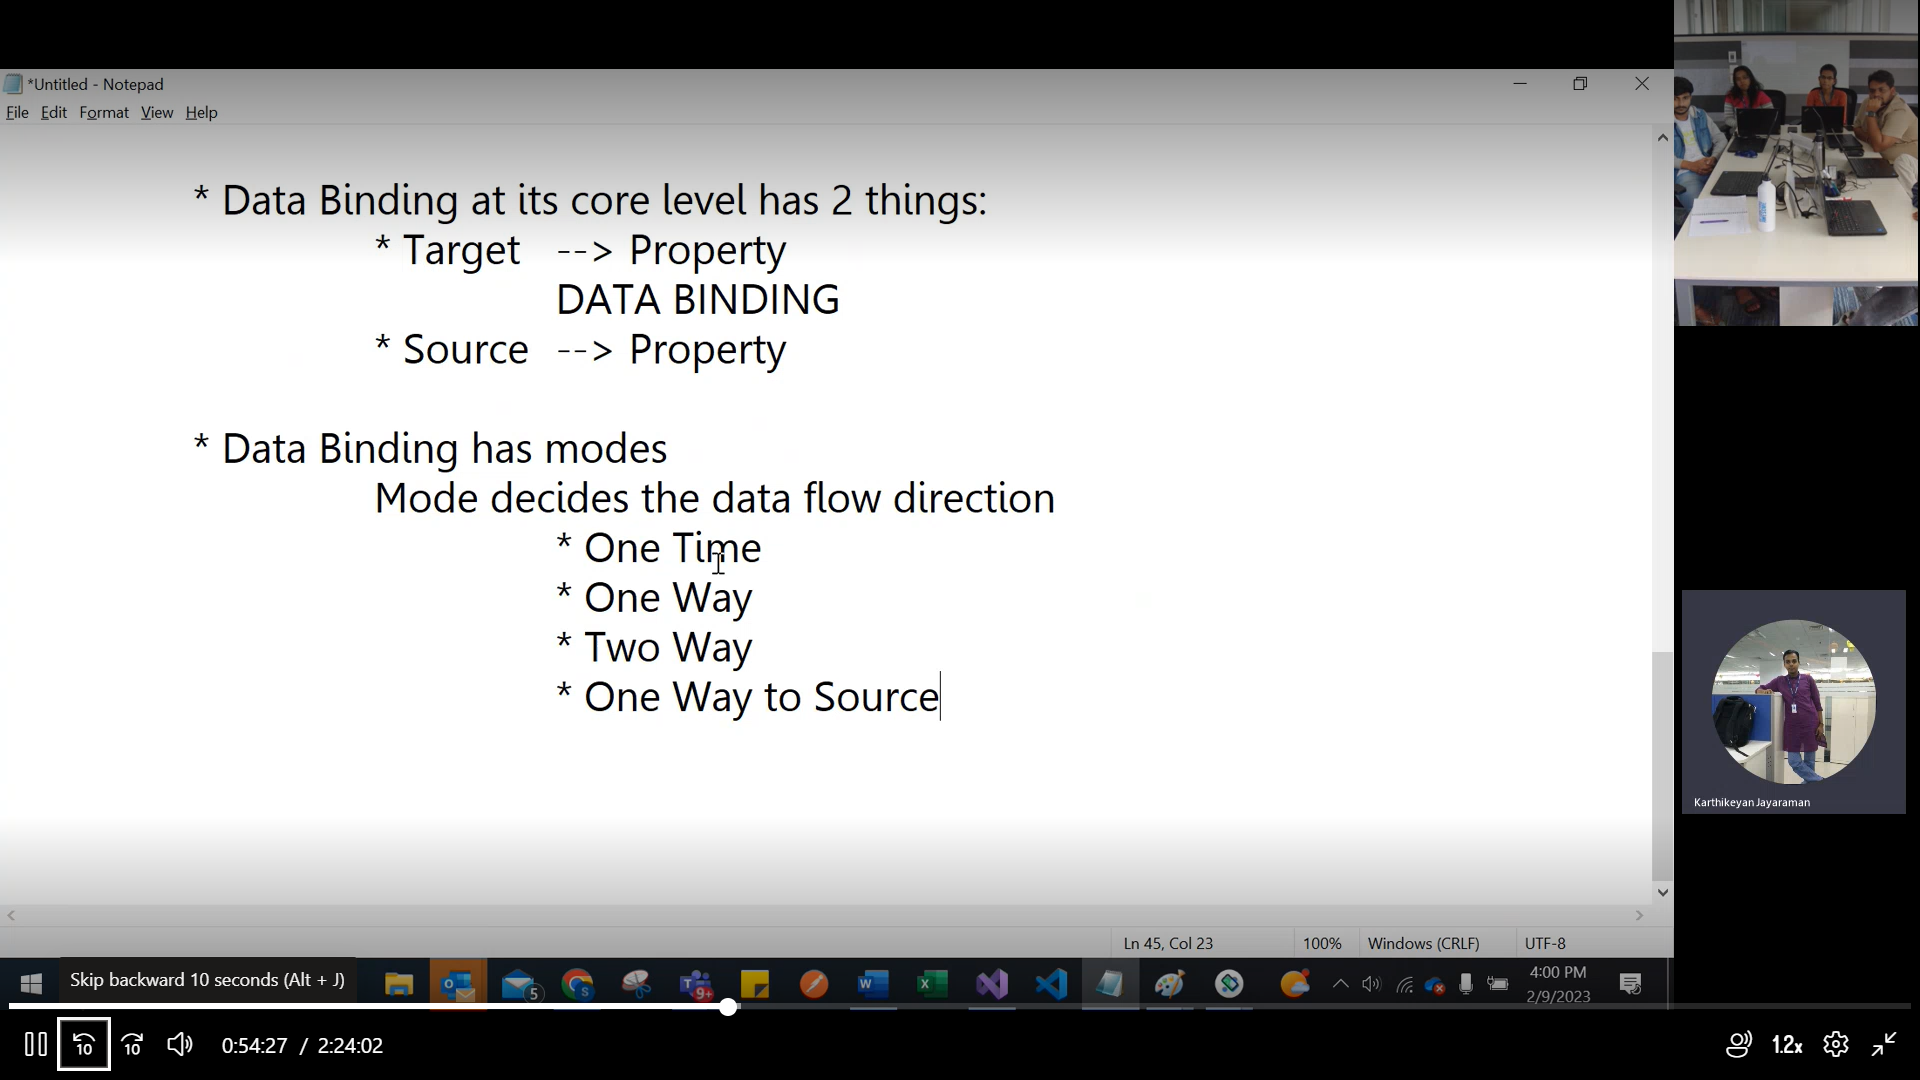 *Untitled - Notepad
File Edit Format View Help
* Data Binding at its core level has 2 things:
* Target --> Property
DATA BINDING
* Source --> Property
* Data Binding has modes
Mode decides the data flow direction
* One Time
* One Way
* Two Way
* One Way to Source
Karthikeyan Jayaraman
Ln 45, Col 23
100%
Windows (CRLF)
UTF-8
Skip backward 10 seconds (Alt + J)
5
S
9+
4:00 PM
2/9/2023
10
10
0:54:27 / 2:24:02
1.2x